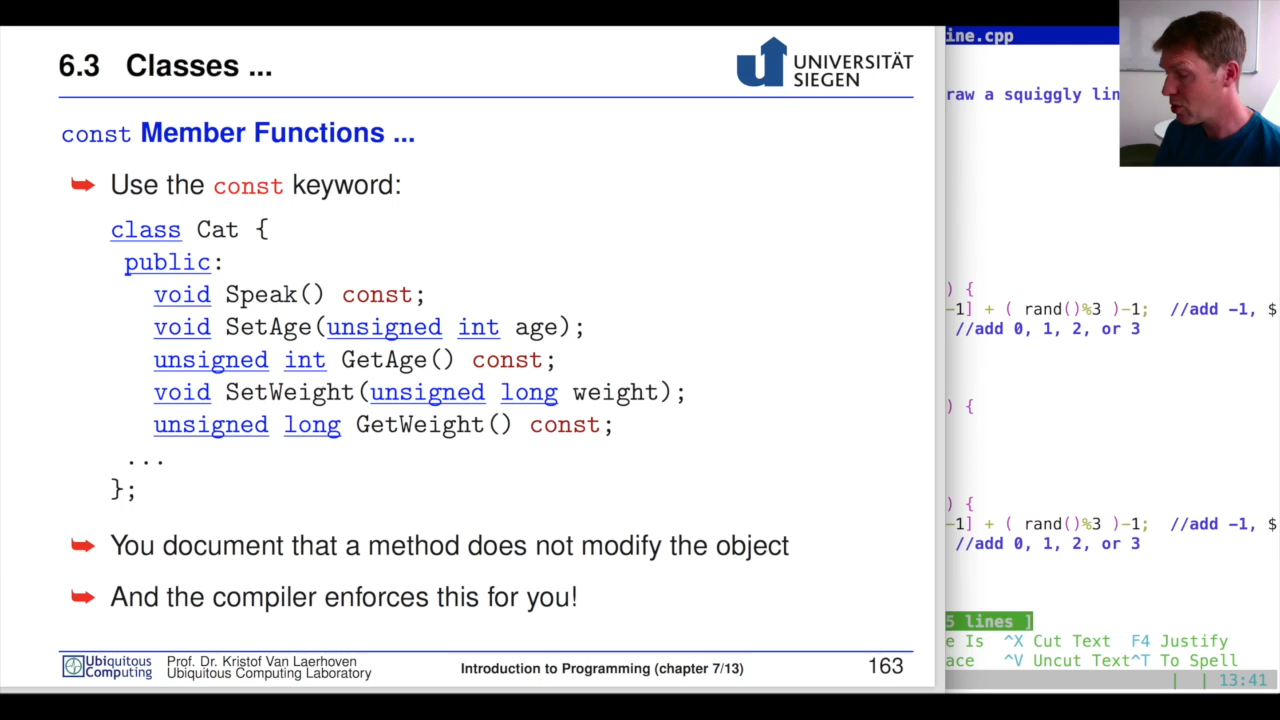 6.3 Classes ...
UNIVERSITÄT
SIEGEN
const Member Functions ...
Use the const keyword:
class Cat {
public:
void Speak() const;
void SetAge(unsigned int age);
unsigned int GetAge() const;
void SetWeight(unsigned long weight);
unsigned long GetWeight() const;
...
};
You document that a method does not modify the object
And the compiler enforces this for you!
Ubiquitous
Computing
Prof. Dr. Kristof Van Laerhoven
Ubiquitous Computing Laboratory
Introduction to Programming (chapter 7/13)
163
ine.cpp
raw a squiggly lin
) {
-1] + ( rand()%3 )-1; //add -1, $
//add 0, 1, 2, or 3
) {
) {
-1] + ( rand()%3 )-1; //add -1, $
//add 0, 1, 2, or 3
5 lines ]
e Is ^X Cut Text F4 Justify
ace ^V Uncut Text^T To Spell
| | 13:41